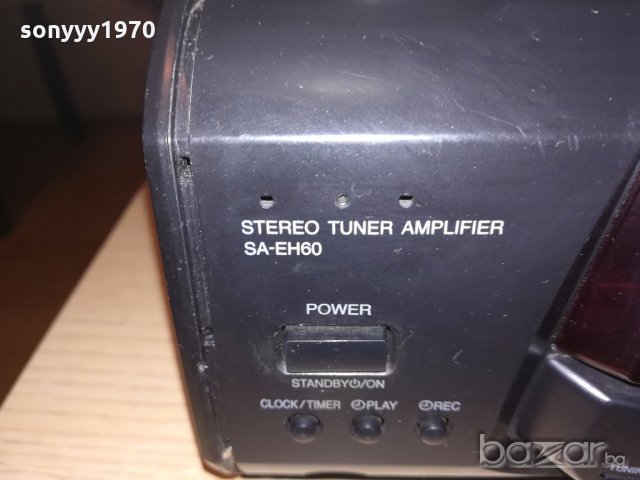 sonyyy1970
STEREO TUNER AMPLIFIER
SA-EH60
POWER
STANDBY⏻/ON
CLOCK/TIMER ⏲PLAY ⏲REC
bazar.bg